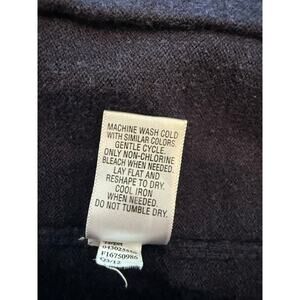 MACHINE WASH COLD
WITH SIMILAR COLORS.
GENTLE CYCLE.
ONLY NON-CHLORINE
BLEACH WHEN NEEDED.
LAY FLAT AND
RESHAPE TO DRY.
COOL IRON
WHEN NEEDED.
DO NOT TUMBLE DRY.
F1675O986